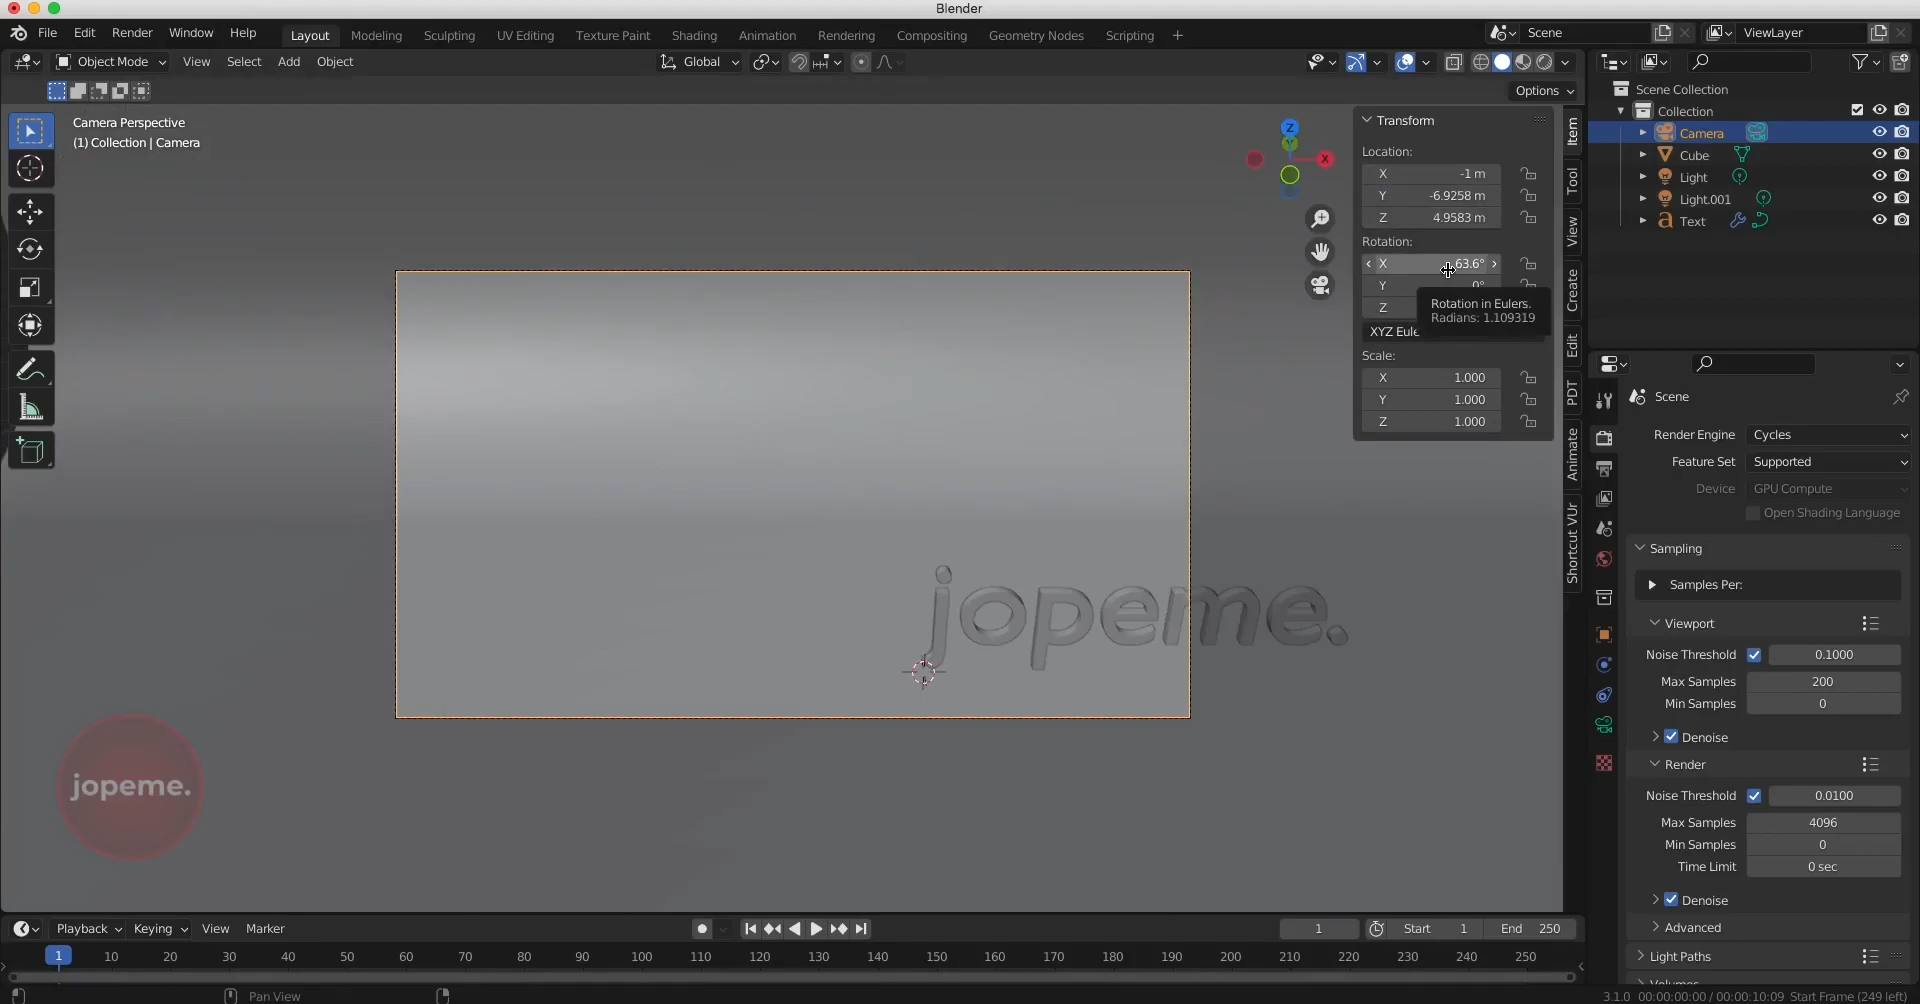 Blender
File Edit Render Window Help Layout Modeling Sculpting UV Editing Texture Paint Shading Animation Rendering Compositing Geometry Nodes Scripting + Scene ViewLayer
Object Mode View Select Add Object Global
Options
Camera Perspective
(1) Collection | Camera
Z
Y
X
Transform
Location:
X -1 m
Y -6.9258 m
Z 4.9583 m
Rotation:
X 63.6°
Y 0°
Z
Rotation in Eulers.
Radians: 1.109319
XYZ Eule
Scale:
X 1.000
Y 1.000
Z 1.000
Item
Tool
View
Create
Edit
PDT
Animate
Shortcut VUr
jopeme.
jopeme.
Scene Collection
Collection
Camera
Cube
Light
Light.001
Text
Scene
Render Engine Cycles
Feature Set Supported
Device GPU Compute
Open Shading Language
Sampling
Samples Per:
Viewport
Noise Threshold 0.1000
Max Samples 200
Min Samples 0
Denoise
Render
Noise Threshold 0.0100
Max Samples 4096
Min Samples 0
Time Limit 0 sec
Denoise
Advanced
Light Paths
Playback Keying View Marker 1 Start 1 End 250
1 10 20 30 40 50 60 70 80 90 100 110 120 130 140 150 160 170 180 190 200 210 220 230 240 250
Pan View
3.1.0 00:00:00:00 / 00:00:10:09 Start Frame (249 left)